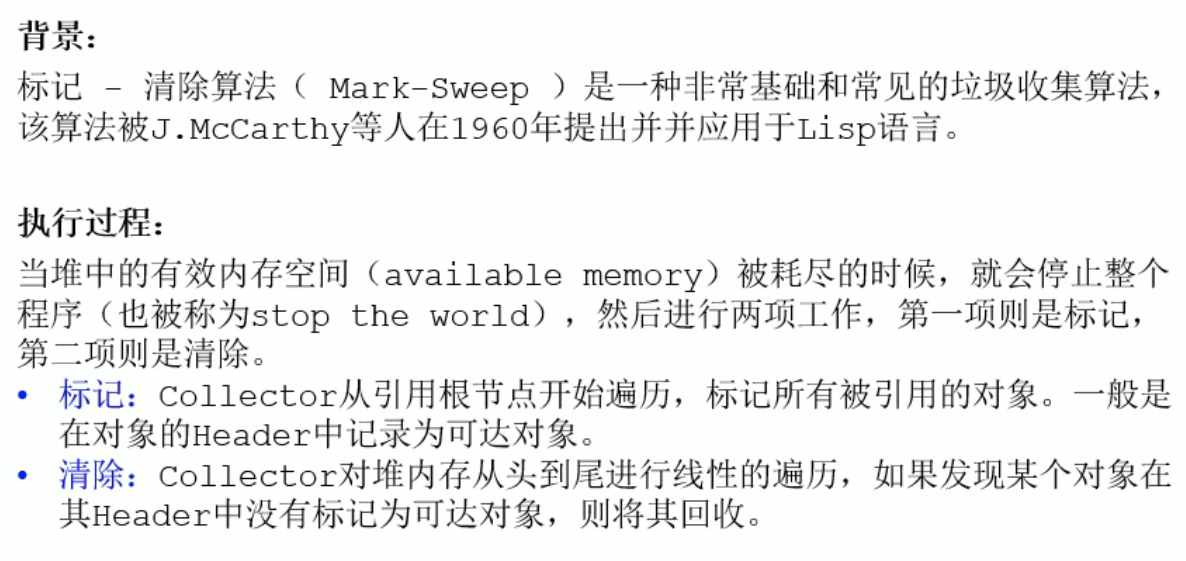 背景：
标记 - 清除算法（ Mark-Sweep ）是一种非常基础和常见的垃圾收集算法，
该算法被J.McCarthy等人在1960年提出并并应用于Lisp语言。
执行过程：
当堆中的有效内存空间（available memory）被耗尽的时候，就会停止整个
程序（也被称为stop the world），然后进行两项工作，第一项则是标记，
第二项则是清除。
• 标记：Collector从引用根节点开始遍历，标记所有被引用的对象。一般是
在对象的Header中记录为可达对象。
• 清除：Collector对堆内存从头到尾进行线性的遍历，如果发现某个对象在
其Header中没有标记为可达对象，则将其回收。